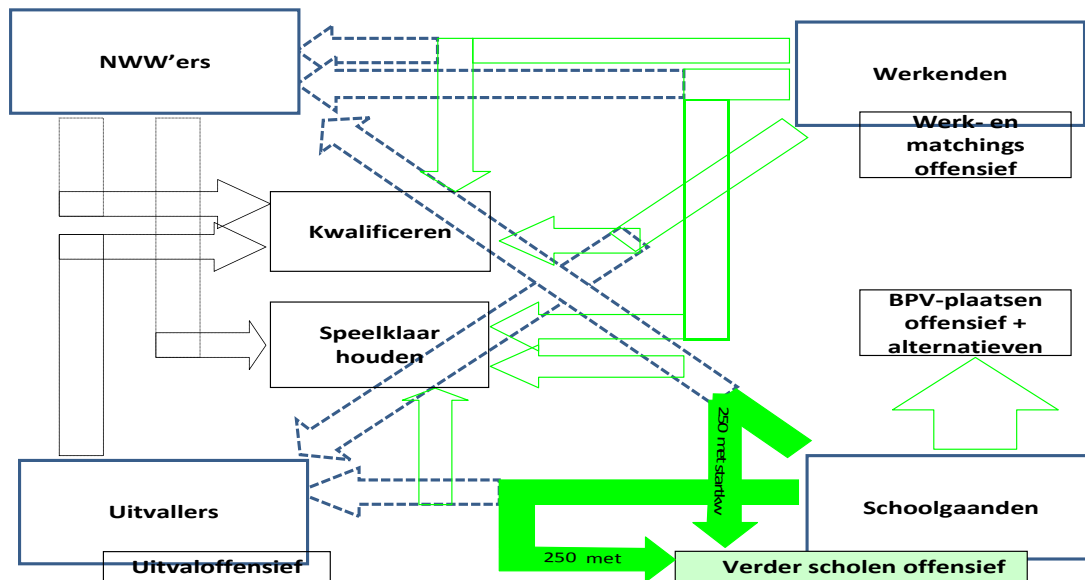 NWW’ers
Werkenden
Werk- en
matchings
offensief
Kwalificeren
Speelklaar
houden
BPV-plaatsen
offensief +
alternatieven
250 met startkw
Uitvallers
Schoolgaanden
Uitvaloffensief
250 met
Verder scholen offensief